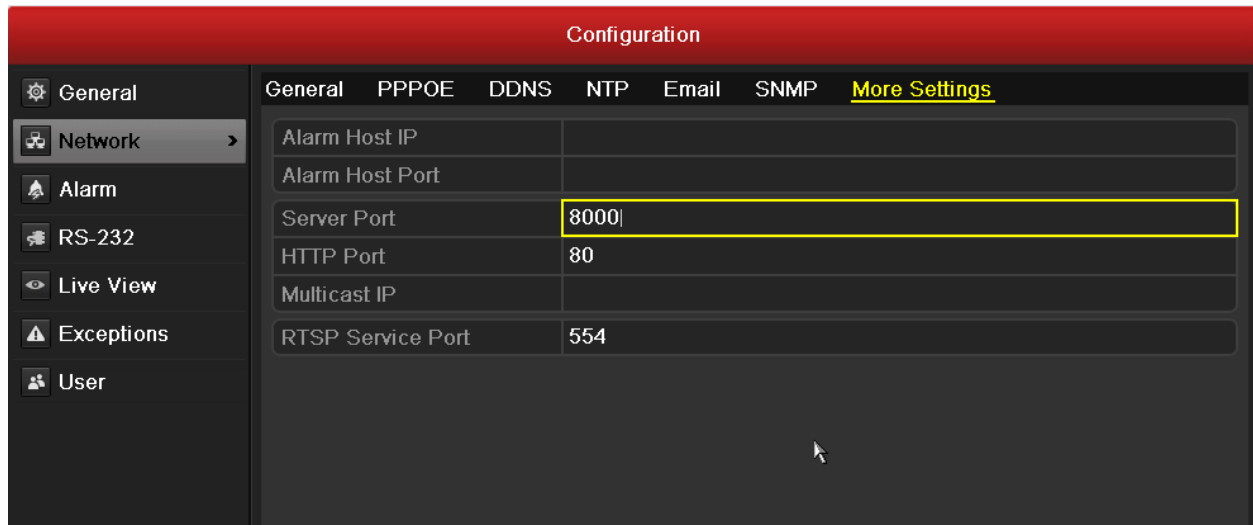 Configuration
General
Network
Alarm
RS-232
Live View
Exceptions
User
General PPPOE DDNS NTP Email SNMP More Settings
Alarm Host IP
Alarm Host Port
Server Port 8000
HTTP Port 80
Multicast IP
RTSP Service Port 554